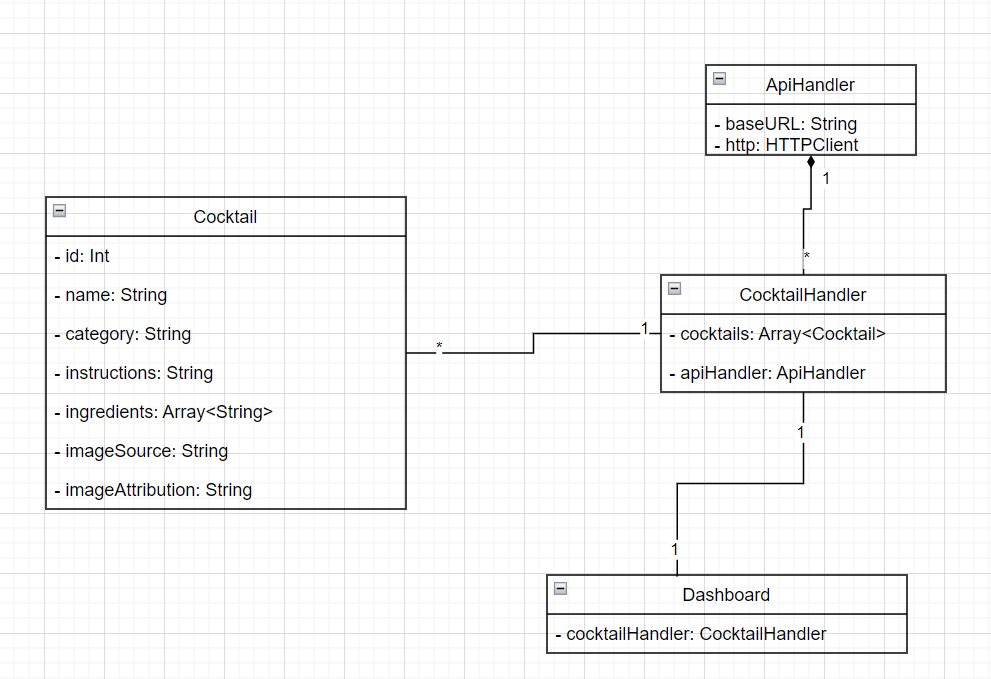 ApiHandler
- baseURL: String
- http: HTTPClient
1
*
Cocktail
- id: Int
- name: String
- category: String
- instructions: String
- ingredients: Array<String>
- imageSource: String
- imageAttribution: String
*
1
CocktailHandler
- cocktails: Array<Cocktail>
- apiHandler: ApiHandler
1
1
Dashboard
- cocktailHandler: CocktailHandler